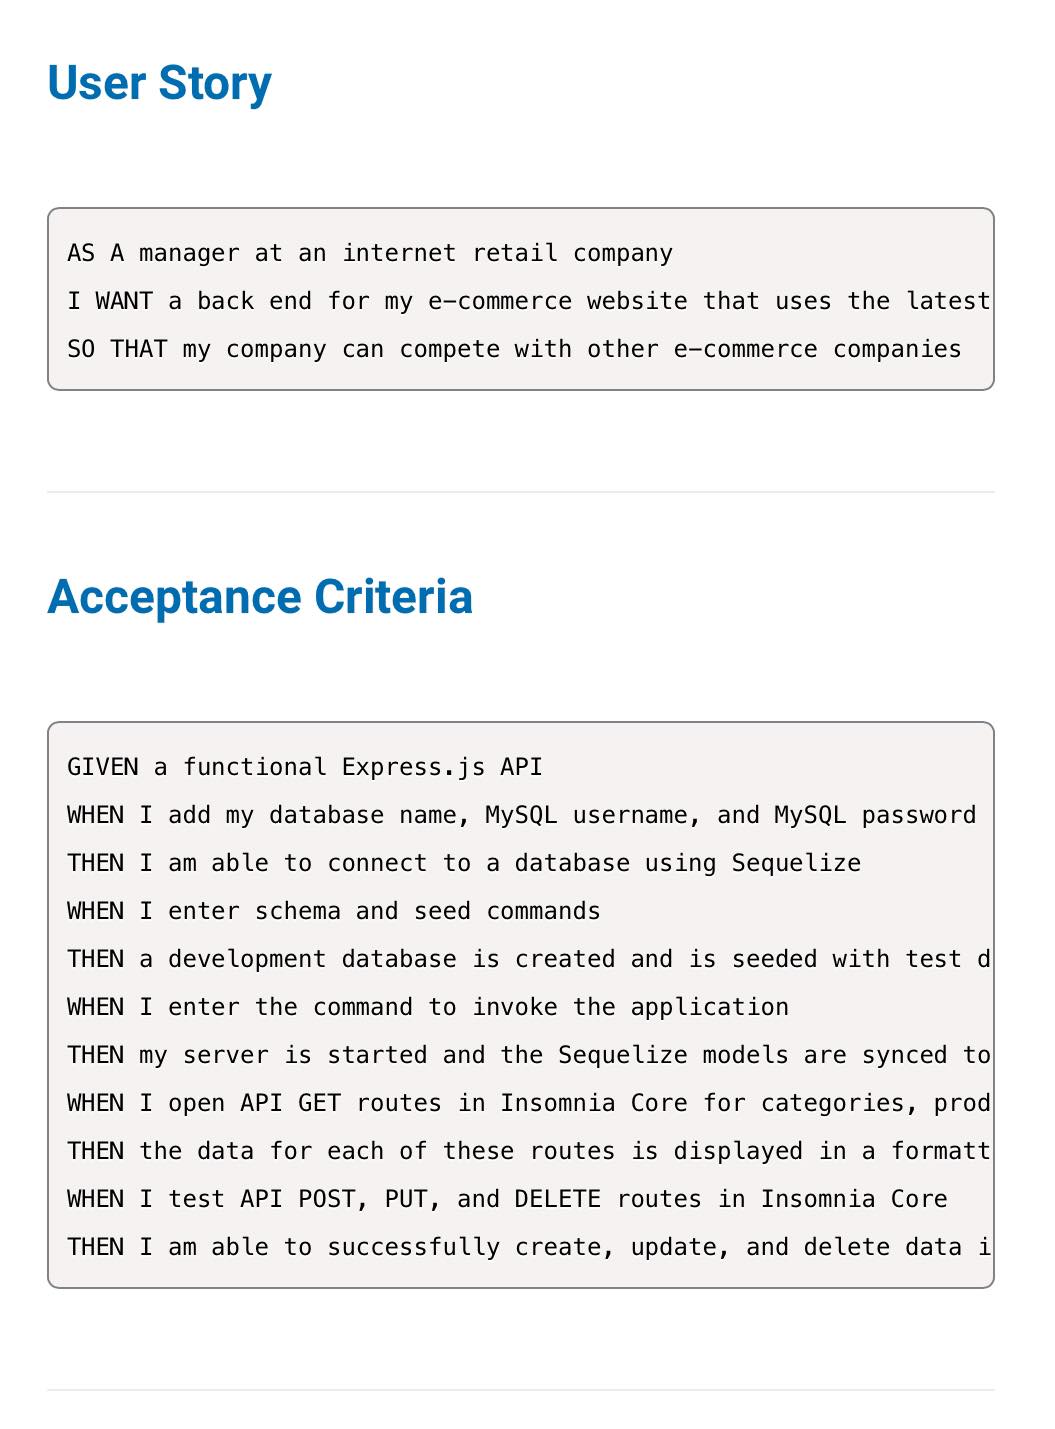 User Story
AS A manager at an internet retail company
I WANT a back end for my e-commerce website that uses the latest
SO THAT my company can compete with other e-commerce companies
Acceptance Criteria
GIVEN a functional Express.js API
WHEN I add my database name, MySQL username, and MySQL password
THEN I am able to connect to a database using Sequelize
WHEN I enter schema and seed commands
THEN a development database is created and is seeded with test d
WHEN I enter the command to invoke the application
THEN my server is started and the Sequelize models are synced to
WHEN I open API GET routes in Insomnia Core for categories, prod
THEN the data for each of these routes is displayed in a formatt
WHEN I test API POST, PUT, and DELETE routes in Insomnia Core
THEN I am able to successfully create, update, and delete data i